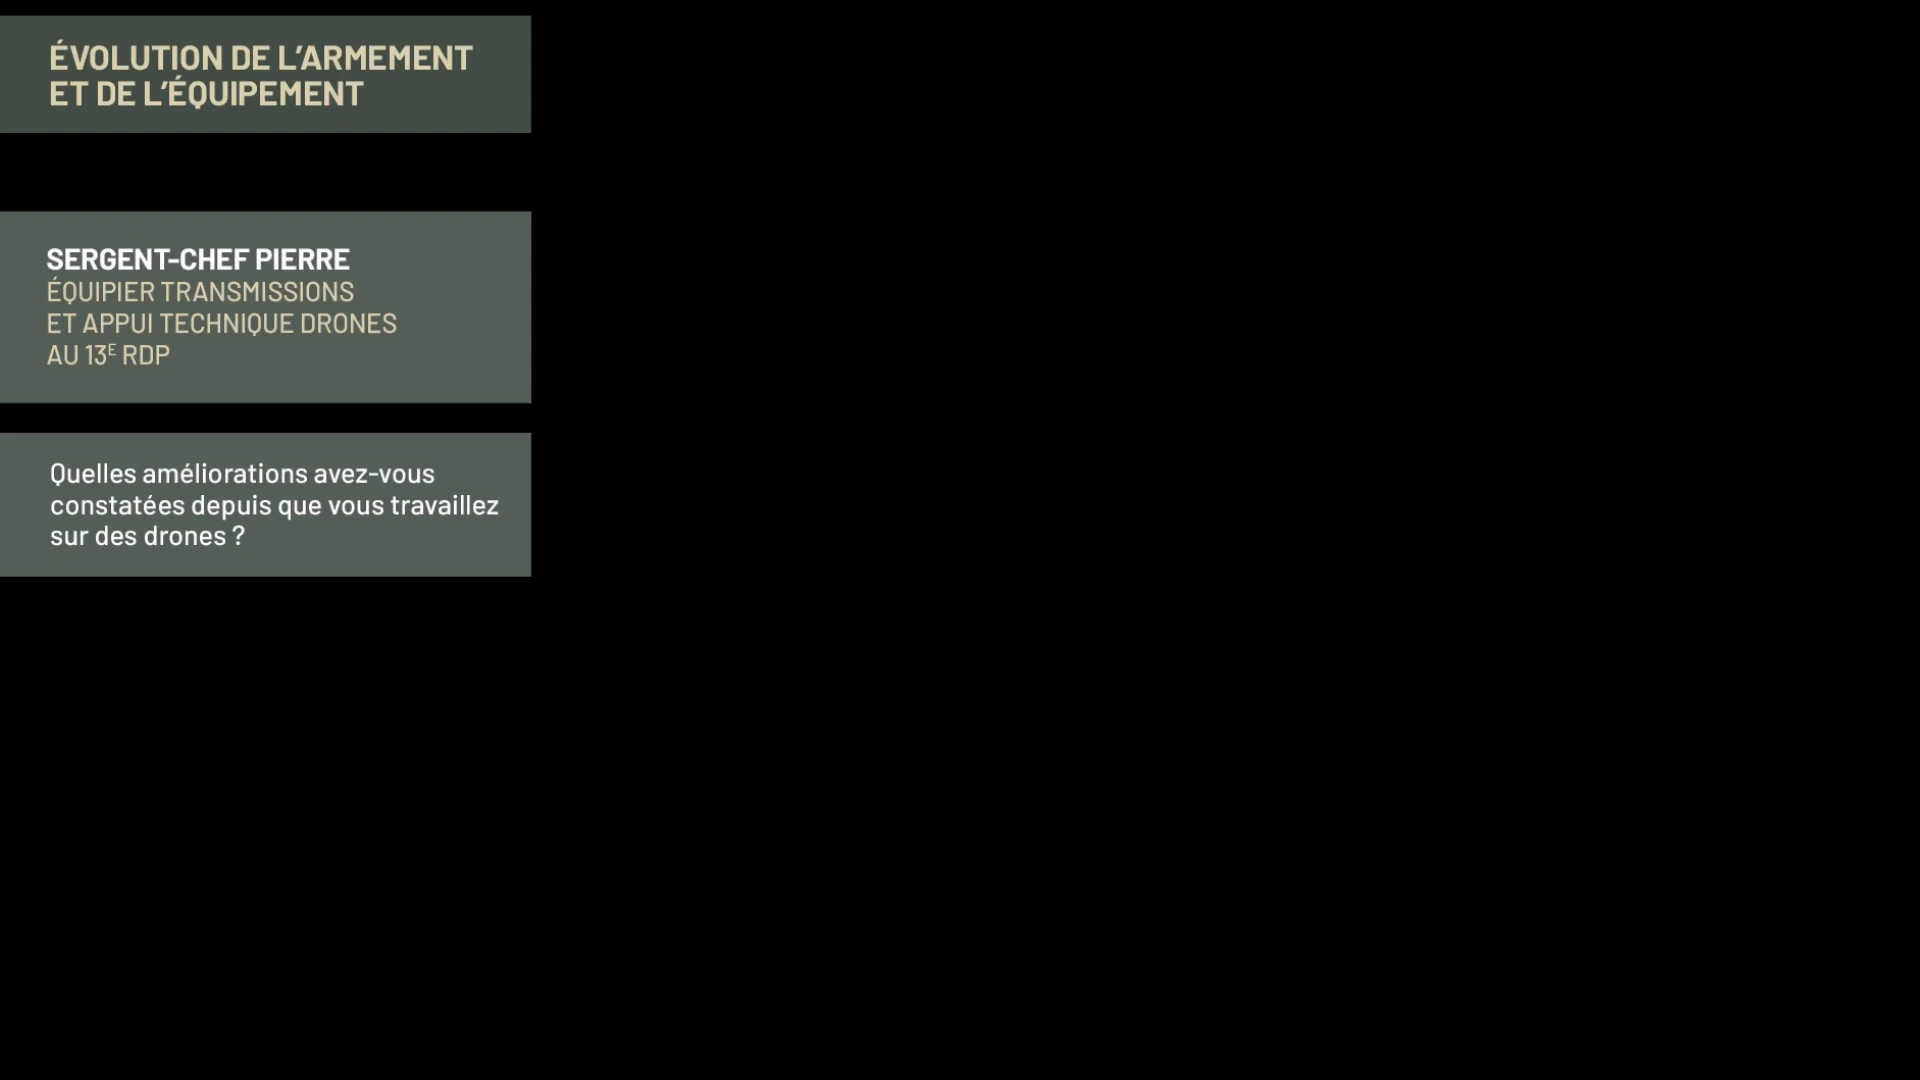 ÉVOLUTION DE L’ARMEMENT
ET DE L’ÉQUIPEMENT
SERGENT-CHEF PIERRE
ÉQUIPIER TRANSMISSIONS
ET APPUI TECHNIQUE DRONES
AU 13ᴱ RDP
Quelles améliorations avez-vous
constatées depuis que vous travaillez
sur des drones ?